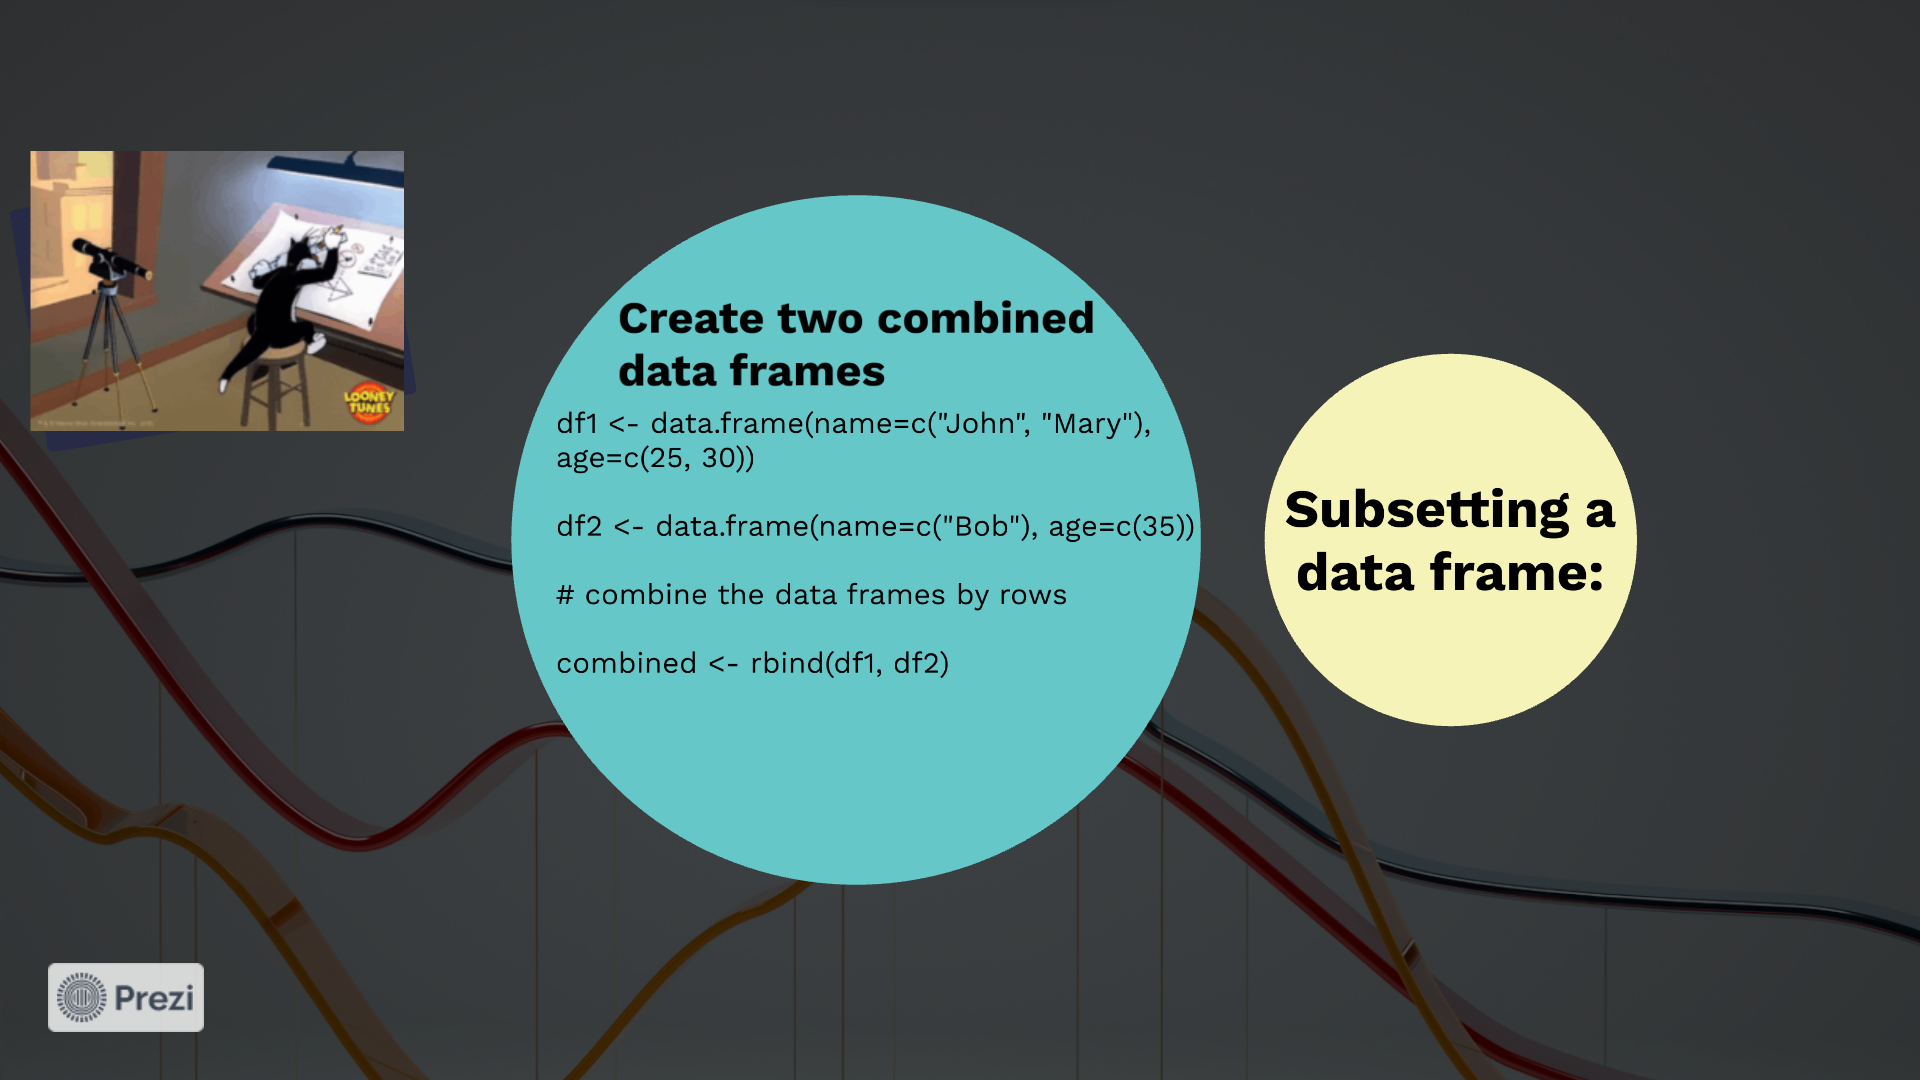 LOONEY
TUNES
Create two combined
data frames
df1 <- data.frame(name=c("John", "Mary"),
age=c(25, 30))
df2 <- data.frame(name=c("Bob"), age=c(35))
# combine the data frames by rows
combined <- rbind(df1, df2)
Subsetting a
data frame:
Prezi